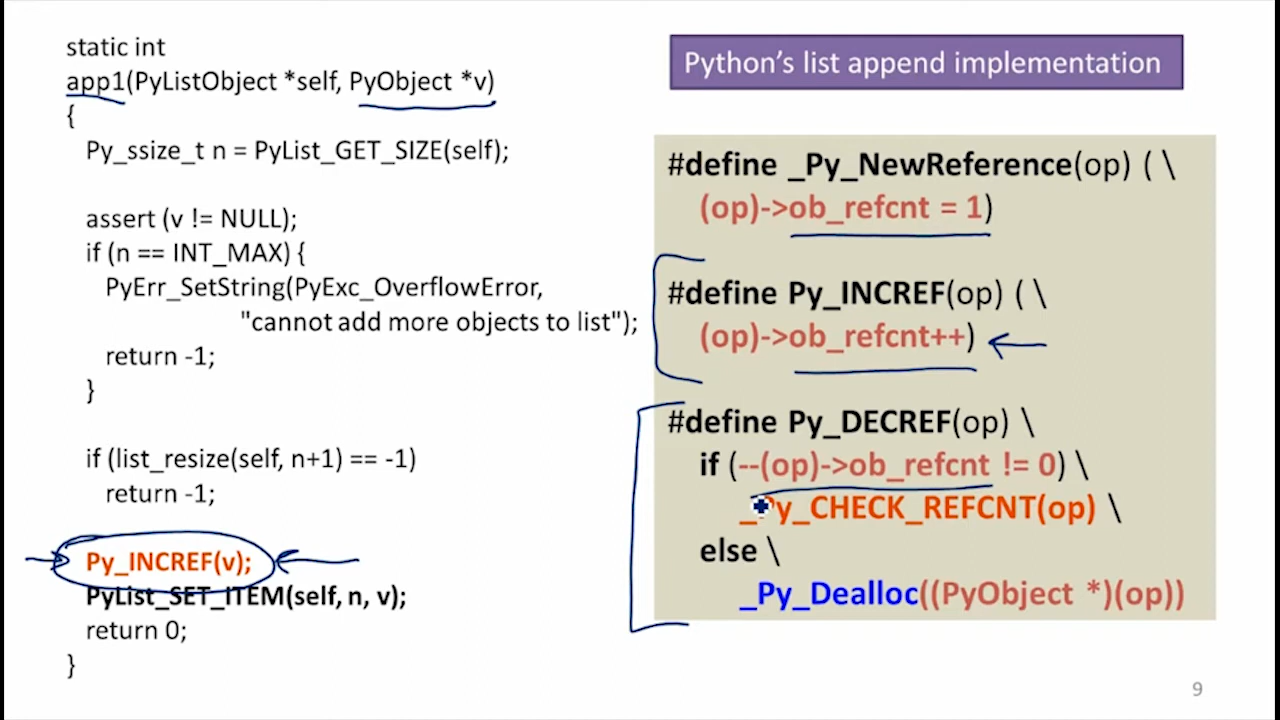 static int
app1(PyListObject *self, PyObject *v)
{
Py_ssize_t n = PyList_GET_SIZE(self);
assert (v != NULL);
if (n == INT_MAX) {
PyErr_SetString(PyExc_OverflowError,
"cannot add more objects to list");
return -1;
}
if (list_resize(self, n+1) == -1)
return -1;
Py_INCREF(v);
PyList_SET_ITEM(self, n, v);
return 0;
}
Python’s list append implementation
#define _Py_NewReference(op) ( \
(op)->ob_refcnt = 1)
#define Py_INCREF(op) ( \
(op)->ob_refcnt++)
#define Py_DECREF(op) \
if (--(op)->ob_refcnt != 0) \
_Py_CHECK_REFCNT(op) \
else \
_Py_Dealloc((PyObject *)(op))
9